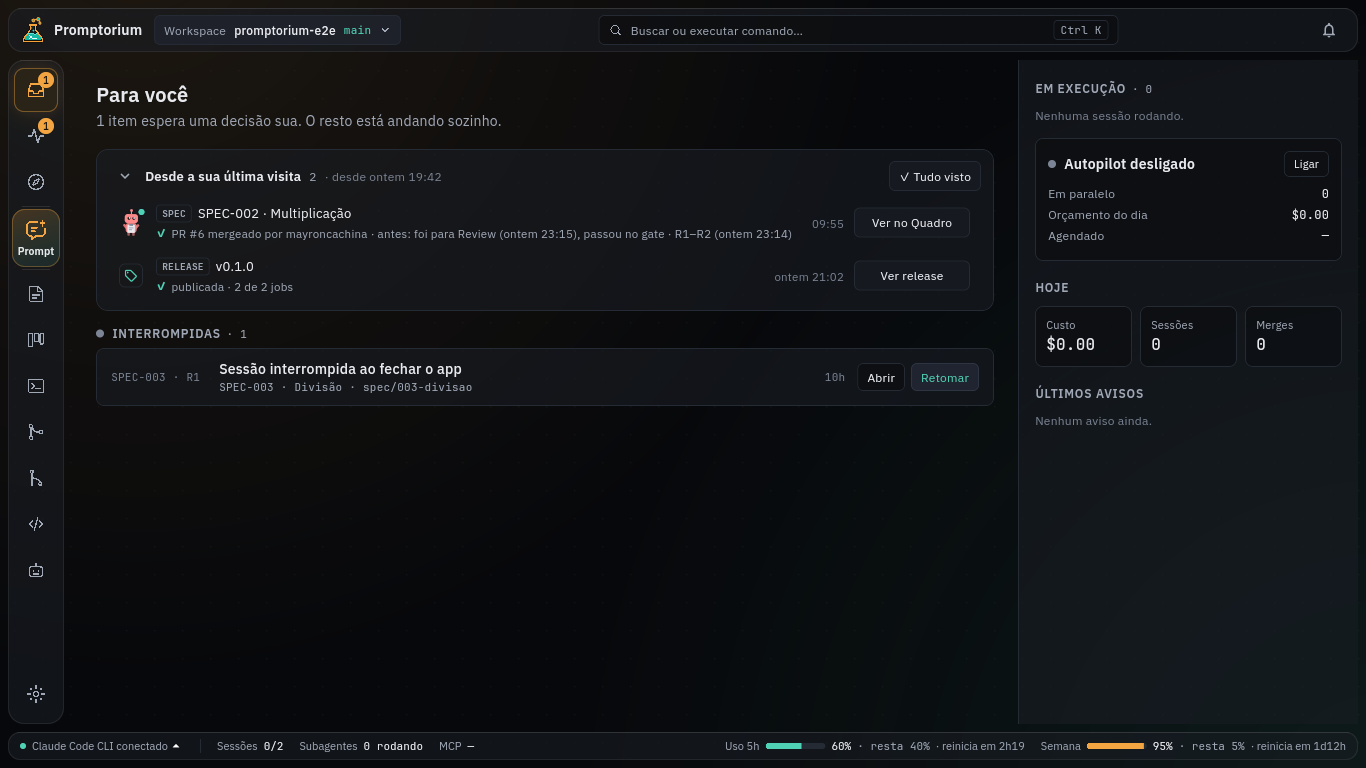 Promptorium
Workspace promptorium-e2e main
Buscar ou executar comando...
Ctrl K
1
1
Prompt
Para você
1 item espera uma decisão sua. O resto está andando sozinho.
Desde a sua última visita 2 · desde ontem 19:42
✓ Tudo visto
SPEC SPEC-002 · Multiplicação
✓ PR #6 mergeado por mayroncachina · antes: foi para Review (ontem 23:15), passou no gate · R1–R2 (ontem 23:14)
09:55
Ver no Quadro
RELEASE v0.1.0
✓ publicada · 2 de 2 jobs
ontem 21:02
Ver release
INTERROMPIDAS · 1
SPEC-003 · R1
Sessão interrompida ao fechar o app
SPEC-003 · Divisão · spec/003-divisao
10h
Abrir
Retomar
EM EXECUÇÃO · 0
Nenhuma sessão rodando.
Autopilot desligado
Ligar
Em paralelo 0
Orçamento do dia $0.00
Agendado —
HOJE
Custo
$0.00
Sessões
0
Merges
0
ÚLTIMOS AVISOS
Nenhum aviso ainda.
Claude Code CLI conectado
Sessões 0/2
Subagentes 0 rodando
MCP —
Uso 5h 60% · resta 40% · reinicia em 2h19
Semana 95% · resta 5% · reinicia em 1d12h